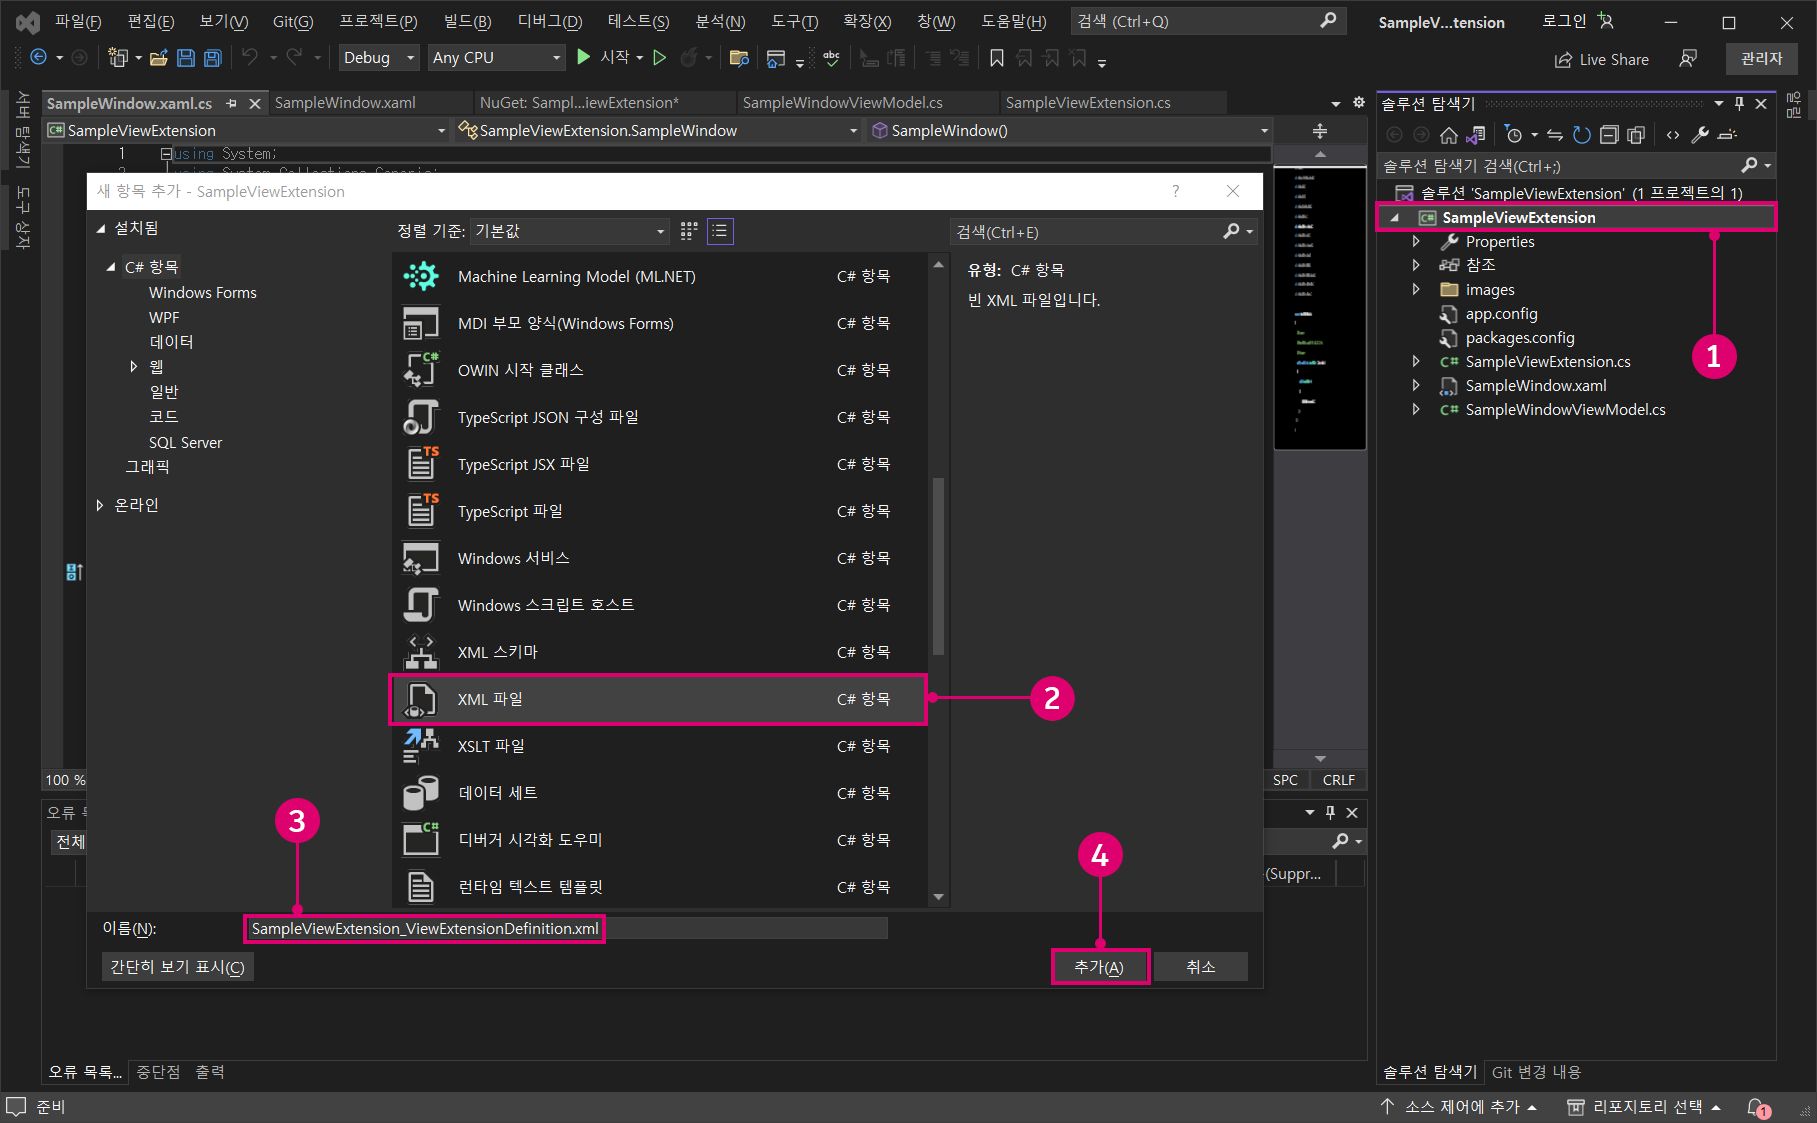 파일(F) 편집(E) 보기(V) Git(G) 프로젝트(P) 빌드(B) 디버그(D) 테스트(S) 분석(N) 도구(T) 확장(X) 창(W) 도움말(H) 검색 (Ctrl+Q) SampleV...tension 로그인
Debug Any CPU 시작 abc Live Share 관리자
서버 탐색기
도구 상자
SampleWindow.xaml.cs SampleWindow.xaml NuGet: Sampl...iewExtension* SampleWindowViewModel.cs SampleViewExtension.cs
C# SampleViewExtension SampleViewExtension.SampleWindow SampleWindow()
1 using System;
2 using System.Collections.Generic;
새 항목 추가 - SampleViewExtension ?
설치됨
C# 항목
Windows Forms
WPF
데이터
웹
일반
코드
SQL Server
그래픽
온라인
정렬 기준: 기본값
검색(Ctrl+E)
Machine Learning Model (ML.NET) C# 항목
MDI 부모 양식(Windows Forms) C# 항목
C# OWIN 시작 클래스 C# 항목
TypeScript JSON 구성 파일 C# 항목
TS TypeScript JSX 파일 C# 항목
TS TypeScript 파일 C# 항목
Windows 서비스 C# 항목
Windows 스크립트 호스트 C# 항목
XML 스키마 C# 항목
XML 파일 C# 항목
XSLT 파일 C# 항목
데이터 세트 C# 항목
C# 디버거 시각화 도우미 C# 항목
런타임 텍스트 템플릿 C# 항목
유형: C# 항목
빈 XML 파일입니다.
2
3
4
이름(N): SampleViewExtension_ViewExtensionDefinition.xml
간단히 보기 표시(C) 추가(A) 취소
100 % SPC CRLF
오류
전체
(Suppr...
오류 목록... 중단점 출력
솔루션 탐색기
솔루션 탐색기 검색(Ctrl+;)
솔루션 'SampleViewExtension' (1 프로젝트의 1)
C# SampleViewExtension
Properties
참조
images
app.config
packages.config
C# SampleViewExtension.cs
SampleWindow.xaml
C# SampleWindowViewModel.cs
1
솔루션 탐색기 Git 변경 내용
알림
준비 소스 제어에 추가 리포지토리 선택 1